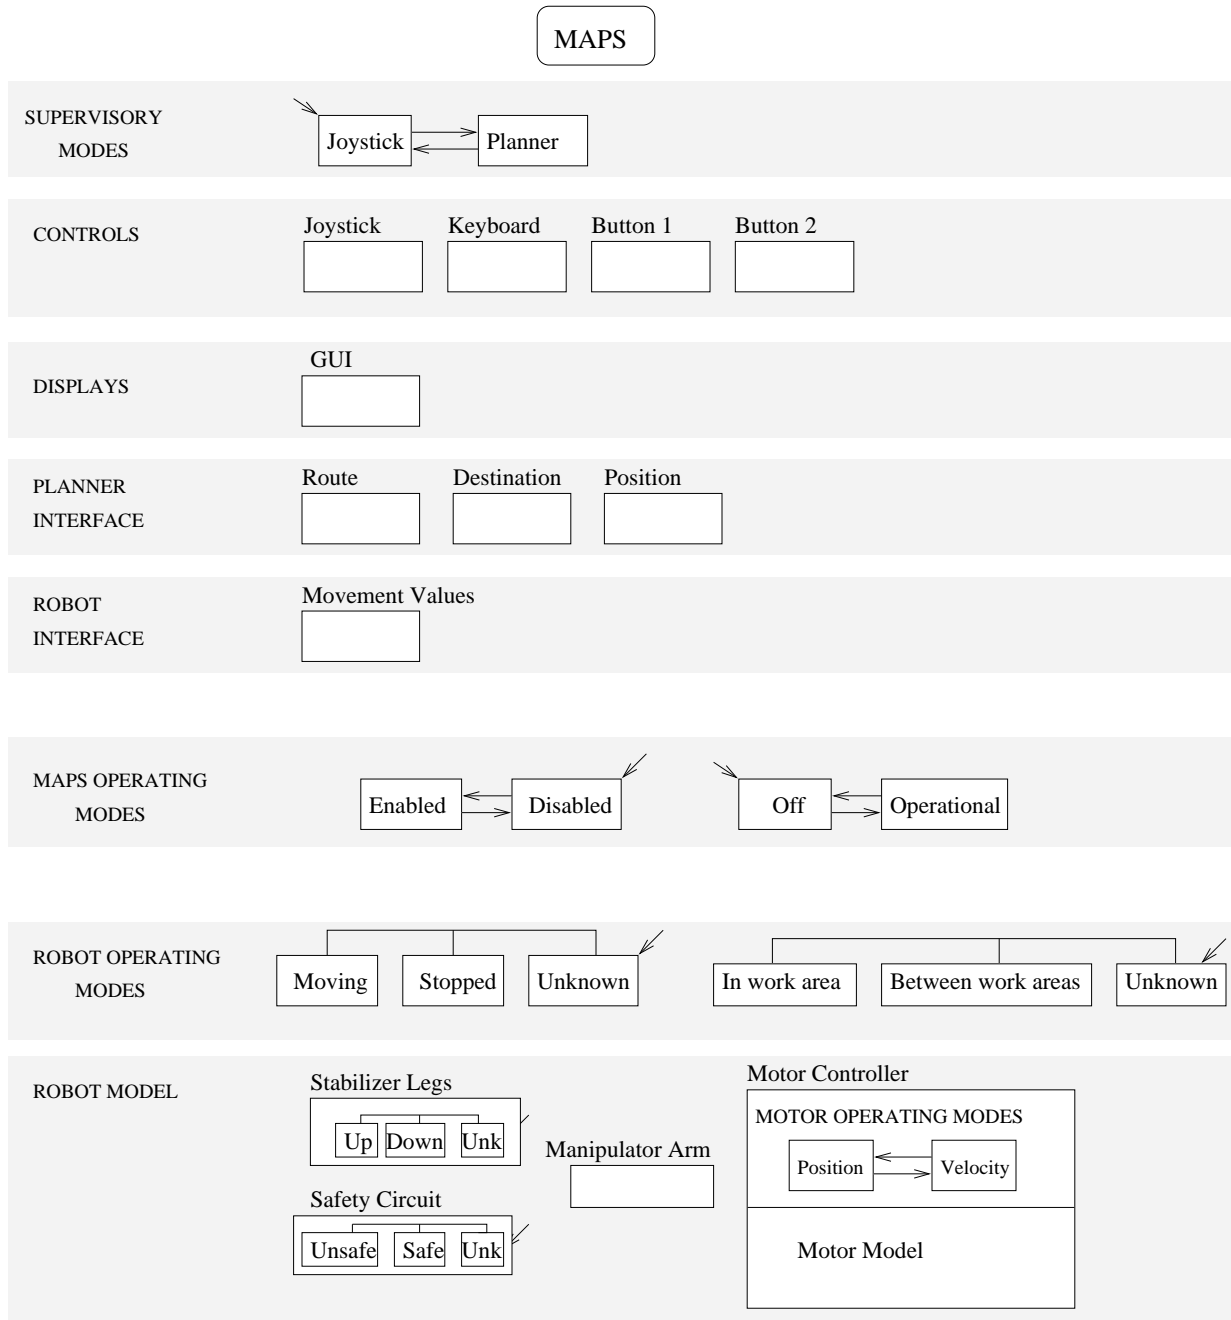 MAPS
SUPERVISORY
MODES
Joystick Planner
CONTROLS
Joystick Keyboard Button 1 Button 2
DISPLAYS
GUI
PLANNER
INTERFACE
Route Destination Position
ROBOT
INTERFACE
Movement Values
MAPS OPERATING
MODES
Enabled Disabled Off Operational
ROBOT OPERATING
MODES
Moving Stopped Unknown In work area Between work areas Unknown
ROBOT MODEL
Stabilizer Legs
Up Down Unk
Safety Circuit
Unsafe Safe Unk
Manipulator Arm
Motor Controller
MOTOR OPERATING MODES
Position Velocity
Motor Model